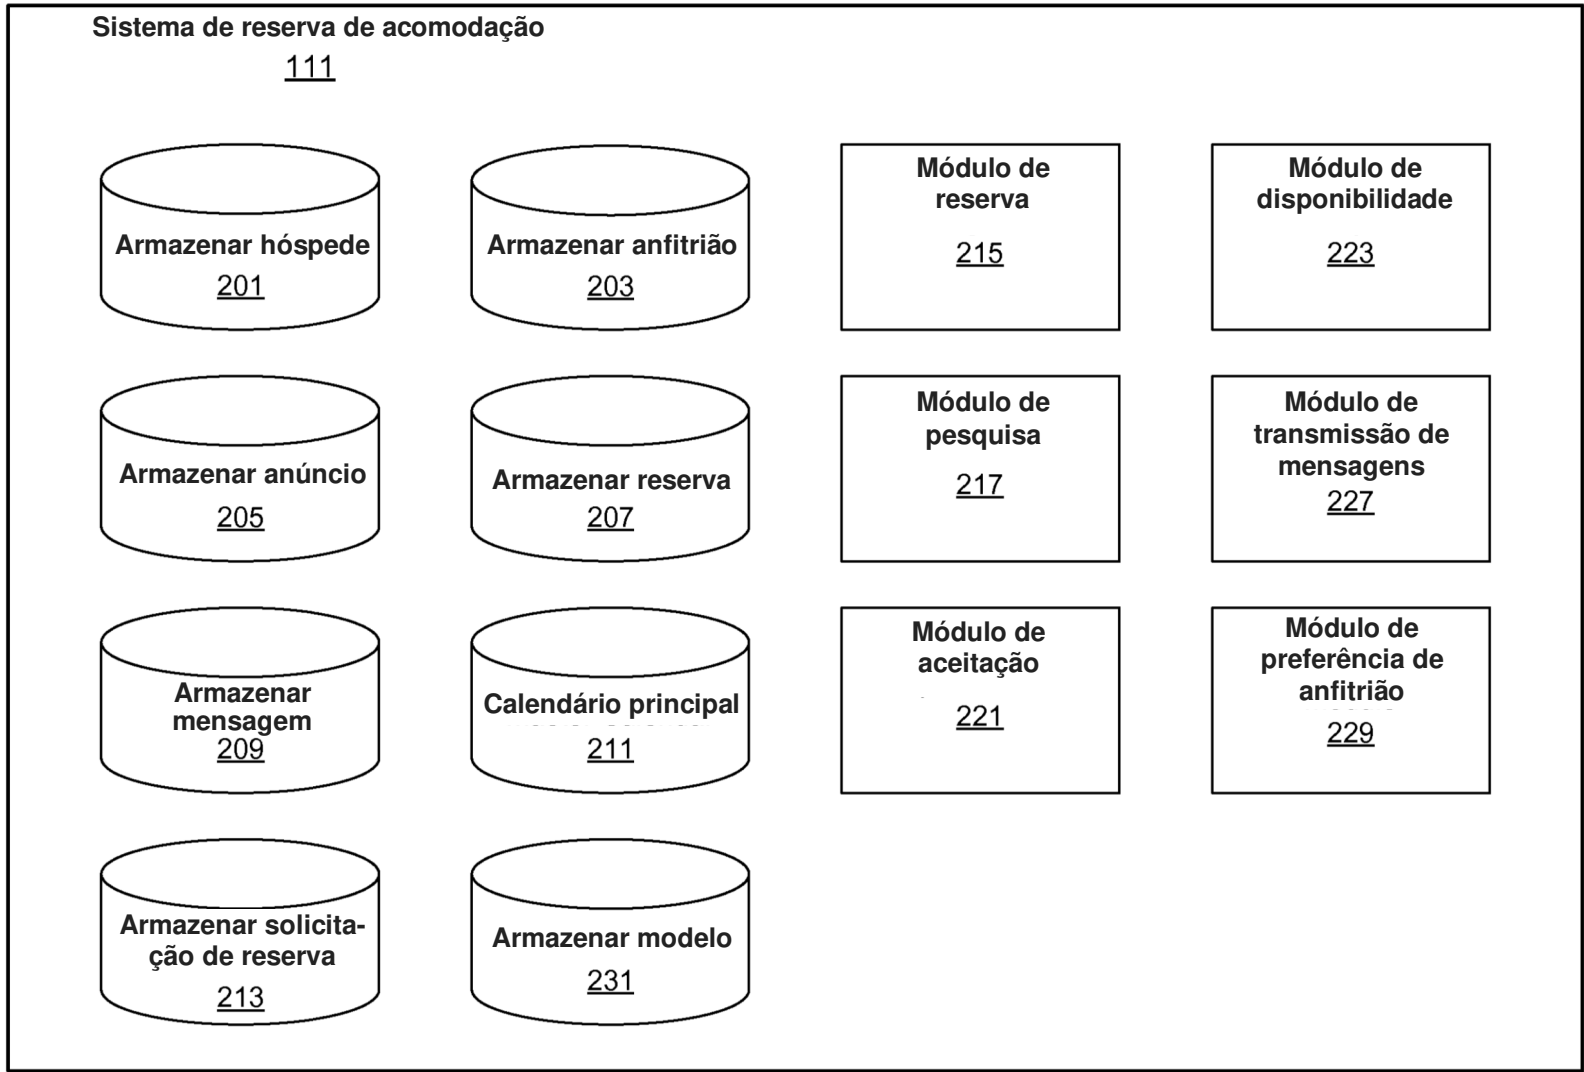 Sistema de reserva de acomodação
111
Armazenar hóspede
201
Armazenar anfitrião
203
Módulo de
reserva
215
Módulo de
disponibilidade
223
Armazenar anúncio
205
Armazenar reserva
207
Módulo de
pesquisa
217
Módulo de
transmissão de
mensagens
227
Armazenar
mensagem
209
Calendário principal
211
Módulo de
aceitação
221
Módulo de
preferência de
anfitrião
229
Armazenar solicita-
ção de reserva
213
Armazenar modelo
231